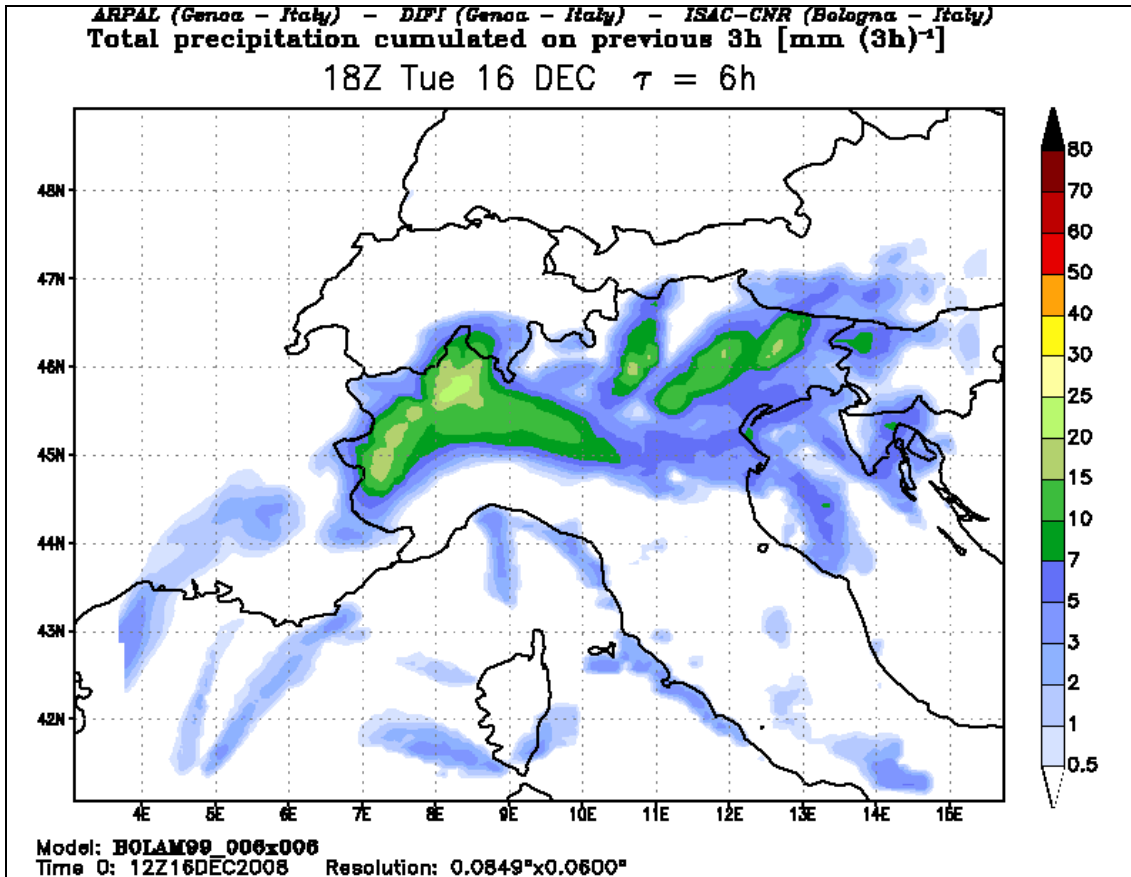 ARPAL (Genoa - Italy) - DIFI (Genoa - Italy) - ISAC-CNR (Bologna - Italy)
Total precipitation cumulated on previous 3h [mm (3h)⁻¹]
18Z Tue 16 DEC τ = 6h
80
70
60
50
40
30
25
20
15
10
7
5
3
2
1
0.5
48N
47N
46N
45N
44N
43N
42N
4E 5E 6E 7E 8E 9E 10E 11E 12E 13E 14E 15E
Model: BOLAM99_006x006
Time 0: 12Z16DEC2008 Resolution: 0.0849°x0.0600°